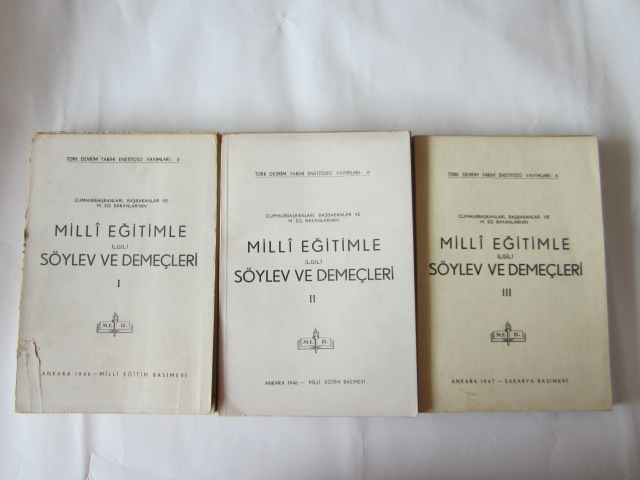 TÜRK DEVRİM TARİHİ ENSTİTÜSÜ YAYIMLARI: 6
CUMHURBAŞKANLARI, BAŞBAKANLAR VE
M. EĞ. BAKANLARININ
MİLLÎ EĞİTİMLE
İLGİLİ
SÖYLEV VE DEMEÇLERİ
I
M.E. B.
ANKARA 1946 — MİLLÎ EĞİTİM BASIMEVİ
TÜRK DEVRİM TARİHİ ENSTİTÜSÜ YAYIMLARI: 6
CUMHURBAŞKANLARI, BAŞBAKANLAR VE
M. EĞ. BAKANLARININ
MİLLÎ EĞİTİMLE
İLGİLİ
SÖYLEV VE DEMEÇLERİ
II
M.E. B.
ANKARA 1946 — MİLLÎ EĞİTİM BASIMEVİ
TÜRK DEVRİM TARİHİ ENSTİTÜSÜ YAYIMLARI: 6
CUMHURBAŞKANLARI, BAŞBAKANLAR VE
M. EĞ. BAKANLARININ
MİLLÎ EĞİTİMLE
İLGİLİ
SÖYLEV VE DEMEÇLERİ
III
M.E. B.
ANKARA 1947 — SAKARYA BASIMEVİ